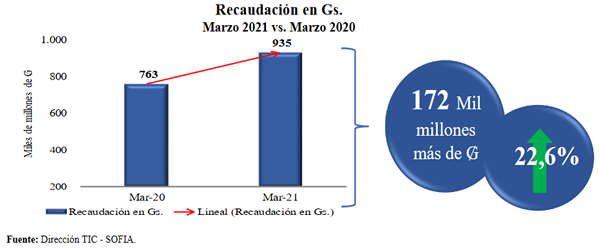 Recaudación en Gs.
Marzo 2021 vs. Marzo 2020
Miles de millones de ₲
1.000
800
600
400
200
763
935
Mar-20
Mar-21
Recaudación en Gs.
Lineal (Recaudación en Gs.)
172 Mil
millones
más de ₲
22,6%
Fuente: Dirección TIC - SOFIA.